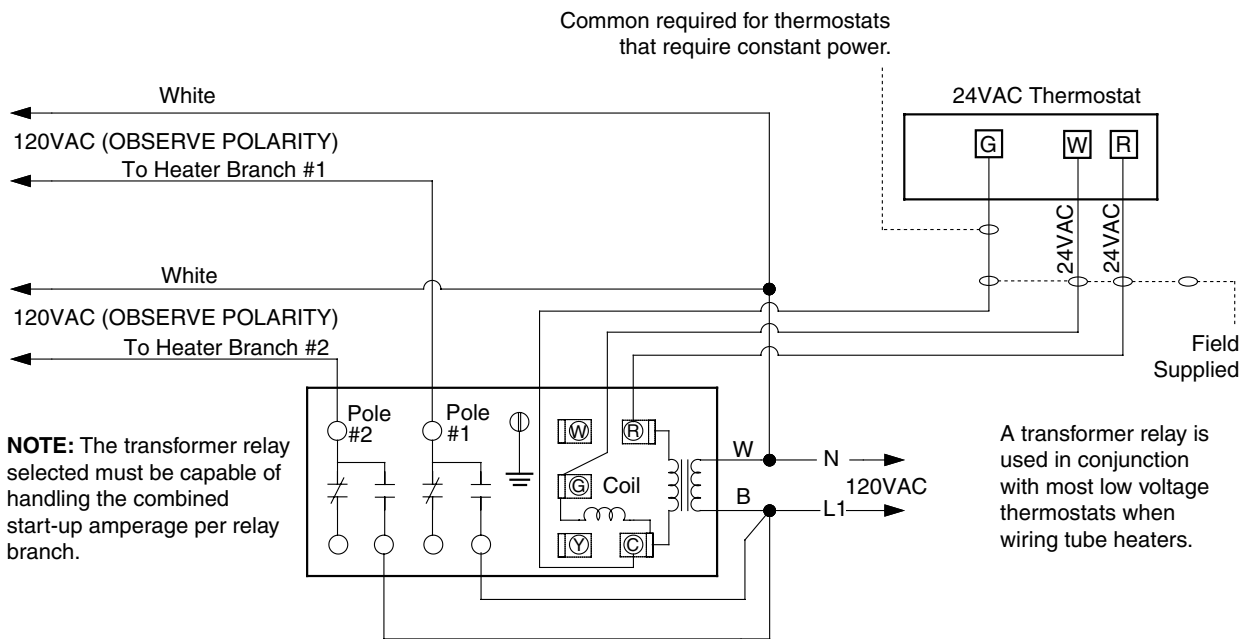 Common required for thermostats
that require constant power.
White
24VAC Thermostat
120VAC (OBSERVE POLARITY)
G
W
R
To Heater Branch #1
24VAC
24VAC
White
120VAC (OBSERVE POLARITY)
To Heater Branch #2
Field
Supplied
Pole
#2
Pole
#1
W
R
NOTE: The transformer relay
selected must be capable of
handling the combined
start-up amperage per relay
branch.
G
Coil
Y
C
W
N
120VAC
B
L1
A transformer relay is
used in conjunction
with most low voltage
thermostats when
wiring tube heaters.